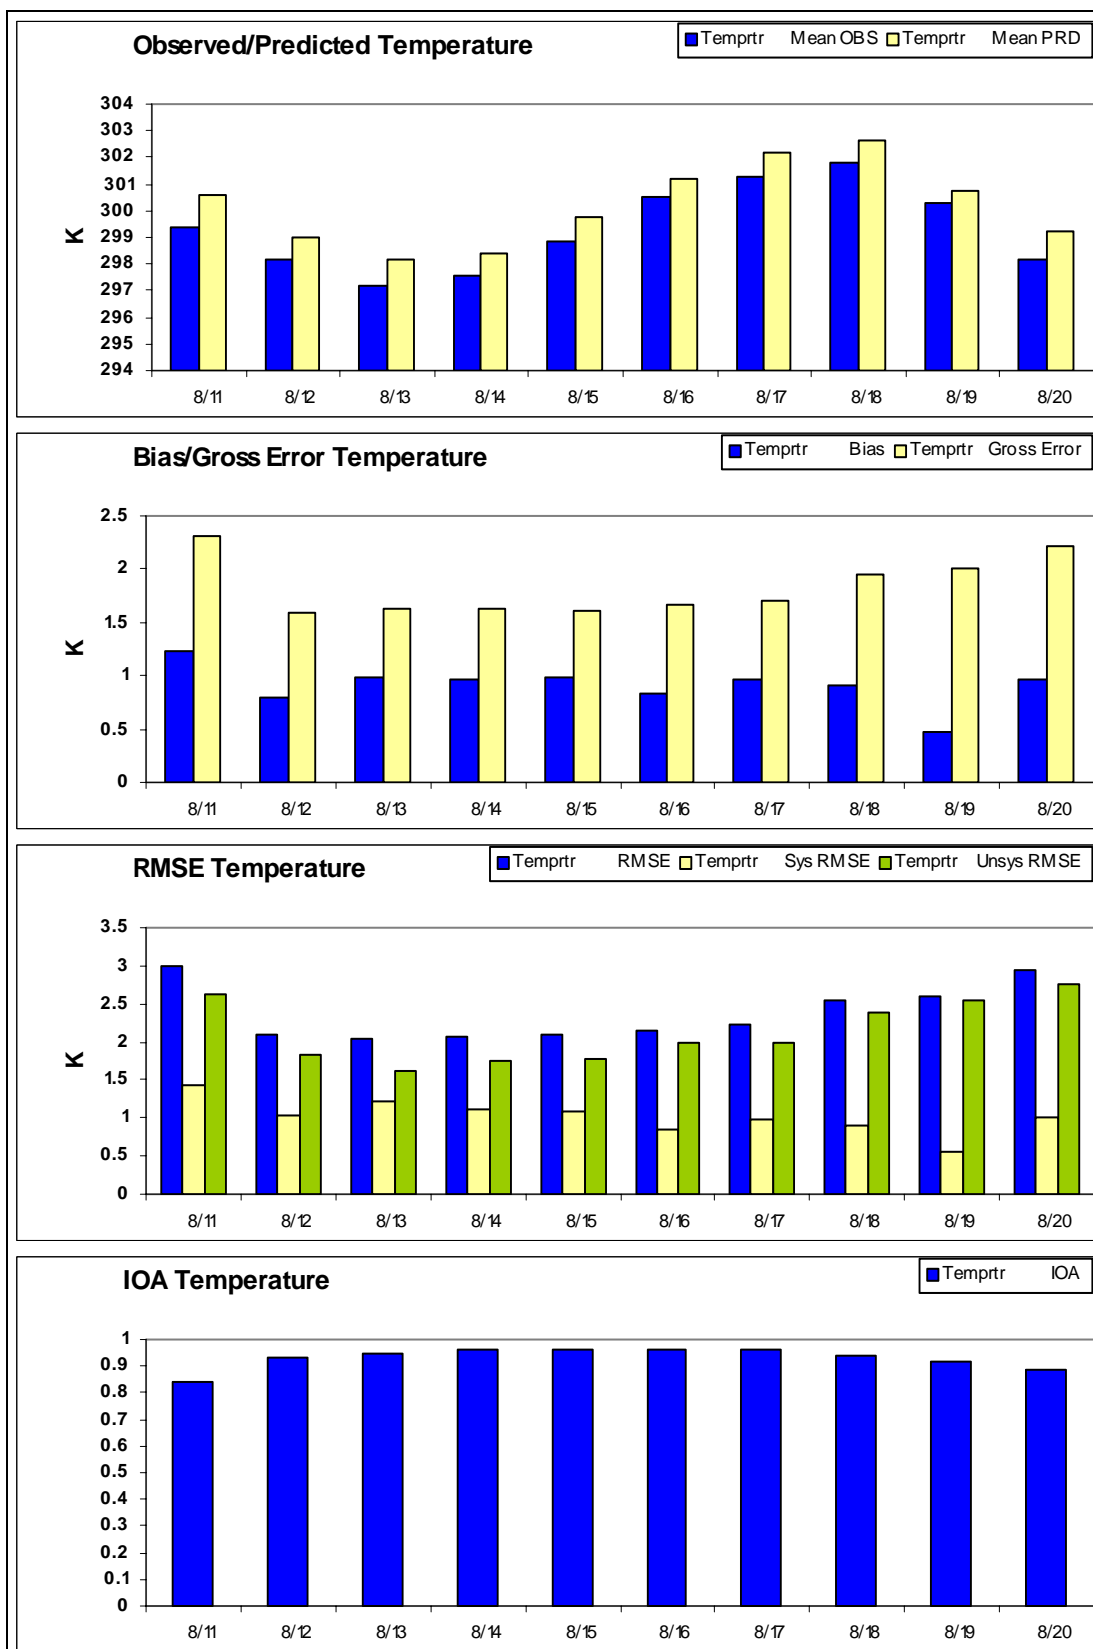 Observed/Predicted Temperature
Temprtr Mean OBS Temprtr Mean PRD
304
303
302
301
300
299
298
297
296
295
294
K
8/11 8/12 8/13 8/14 8/15 8/16 8/17 8/18 8/19 8/20
Bias/Gross Error Temperature
Temprtr Bias Temprtr Gross Error
2.5
2
1.5
1
0.5
0
K
8/11 8/12 8/13 8/14 8/15 8/16 8/17 8/18 8/19 8/20
RMSE Temperature
Temprtr RMSE Temprtr Sys RMSE Temprtr Unsys RMSE
3.5
3
2.5
2
1.5
1
0.5
0
K
8/11 8/12 8/13 8/14 8/15 8/16 8/17 8/18 8/19 8/20
IOA Temperature
Temprtr IOA
1
0.9
0.8
0.7
0.6
0.5
0.4
0.3
0.2
0.1
0
8/11 8/12 8/13 8/14 8/15 8/16 8/17 8/18 8/19 8/20